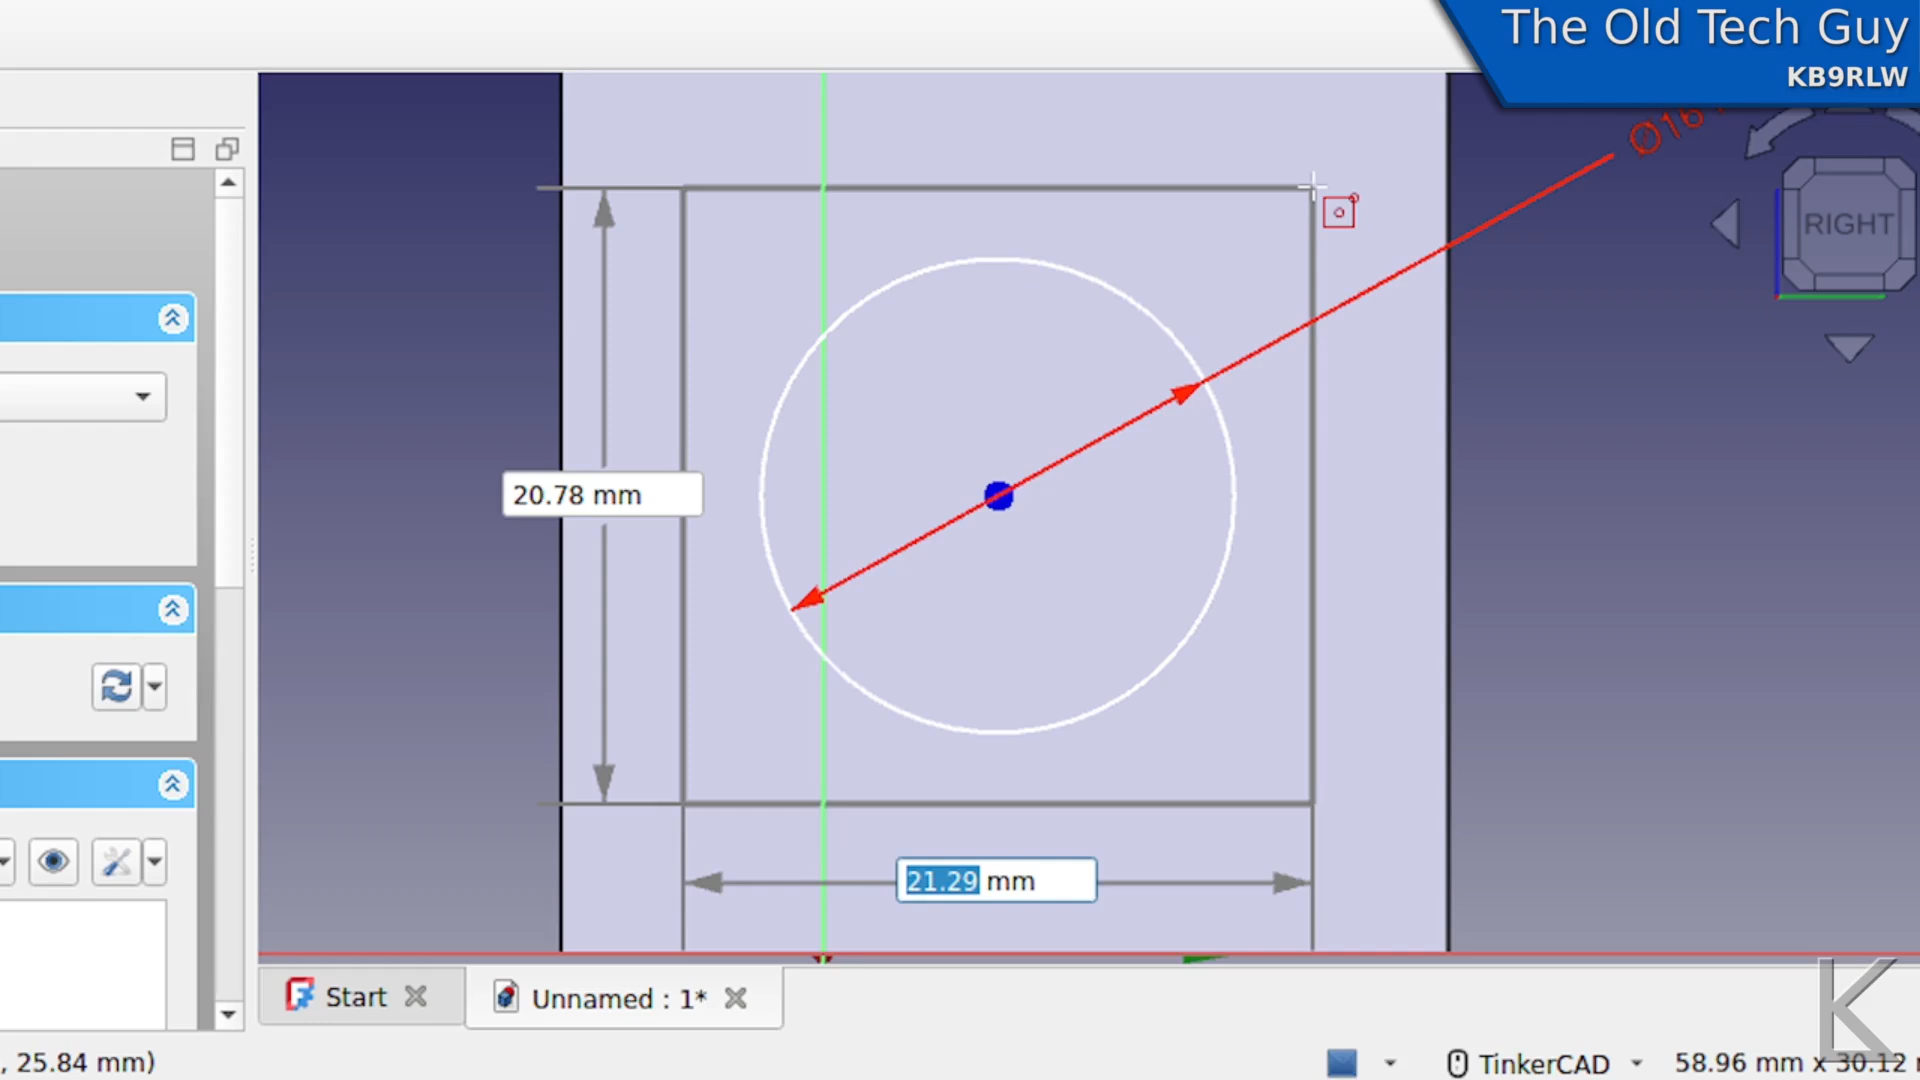 The Old Tech Guy
KB9RLW
Ø16
RIGHT
20.78 mm
21.29 mm
Start
Unnamed : 1*
, 25.84 mm)
TinkerCAD
58.96 mm x 30.12
K